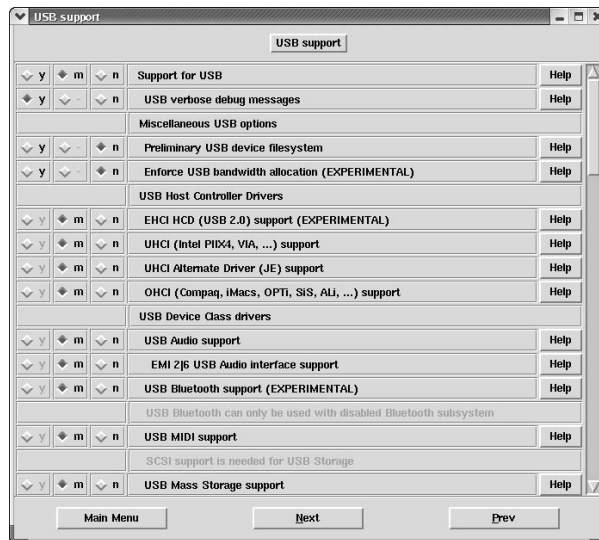 USB support
USB support
y m n Support for USB Help
y - n USB verbose debug messages Help
Miscellaneous USB options
y - n Preliminary USB device filesystem Help
y - n Enforce USB bandwidth allocation (EXPERIMENTAL) Help
USB Host Controller Drivers
y m n EHCI HCD (USB 2.0) support (EXPERIMENTAL) Help
y m n UHCI (Intel PIIX4, VIA, ...) support Help
y m n UHCI Alternate Driver (JE) support Help
y m n OHCI (Compaq, iMacs, OPTi, SiS, ALi, ...) support Help
USB Device Class drivers
y m n USB Audio support Help
y m n EMI 2|6 USB Audio interface support Help
y m n USB Bluetooth support (EXPERIMENTAL) Help
USB Bluetooth can only be used with disabled Bluetooth subsystem
y m n USB MIDI support Help
SCSI support is needed for USB Storage
y m n USB Mass Storage support Help
Main Menu Next Prev